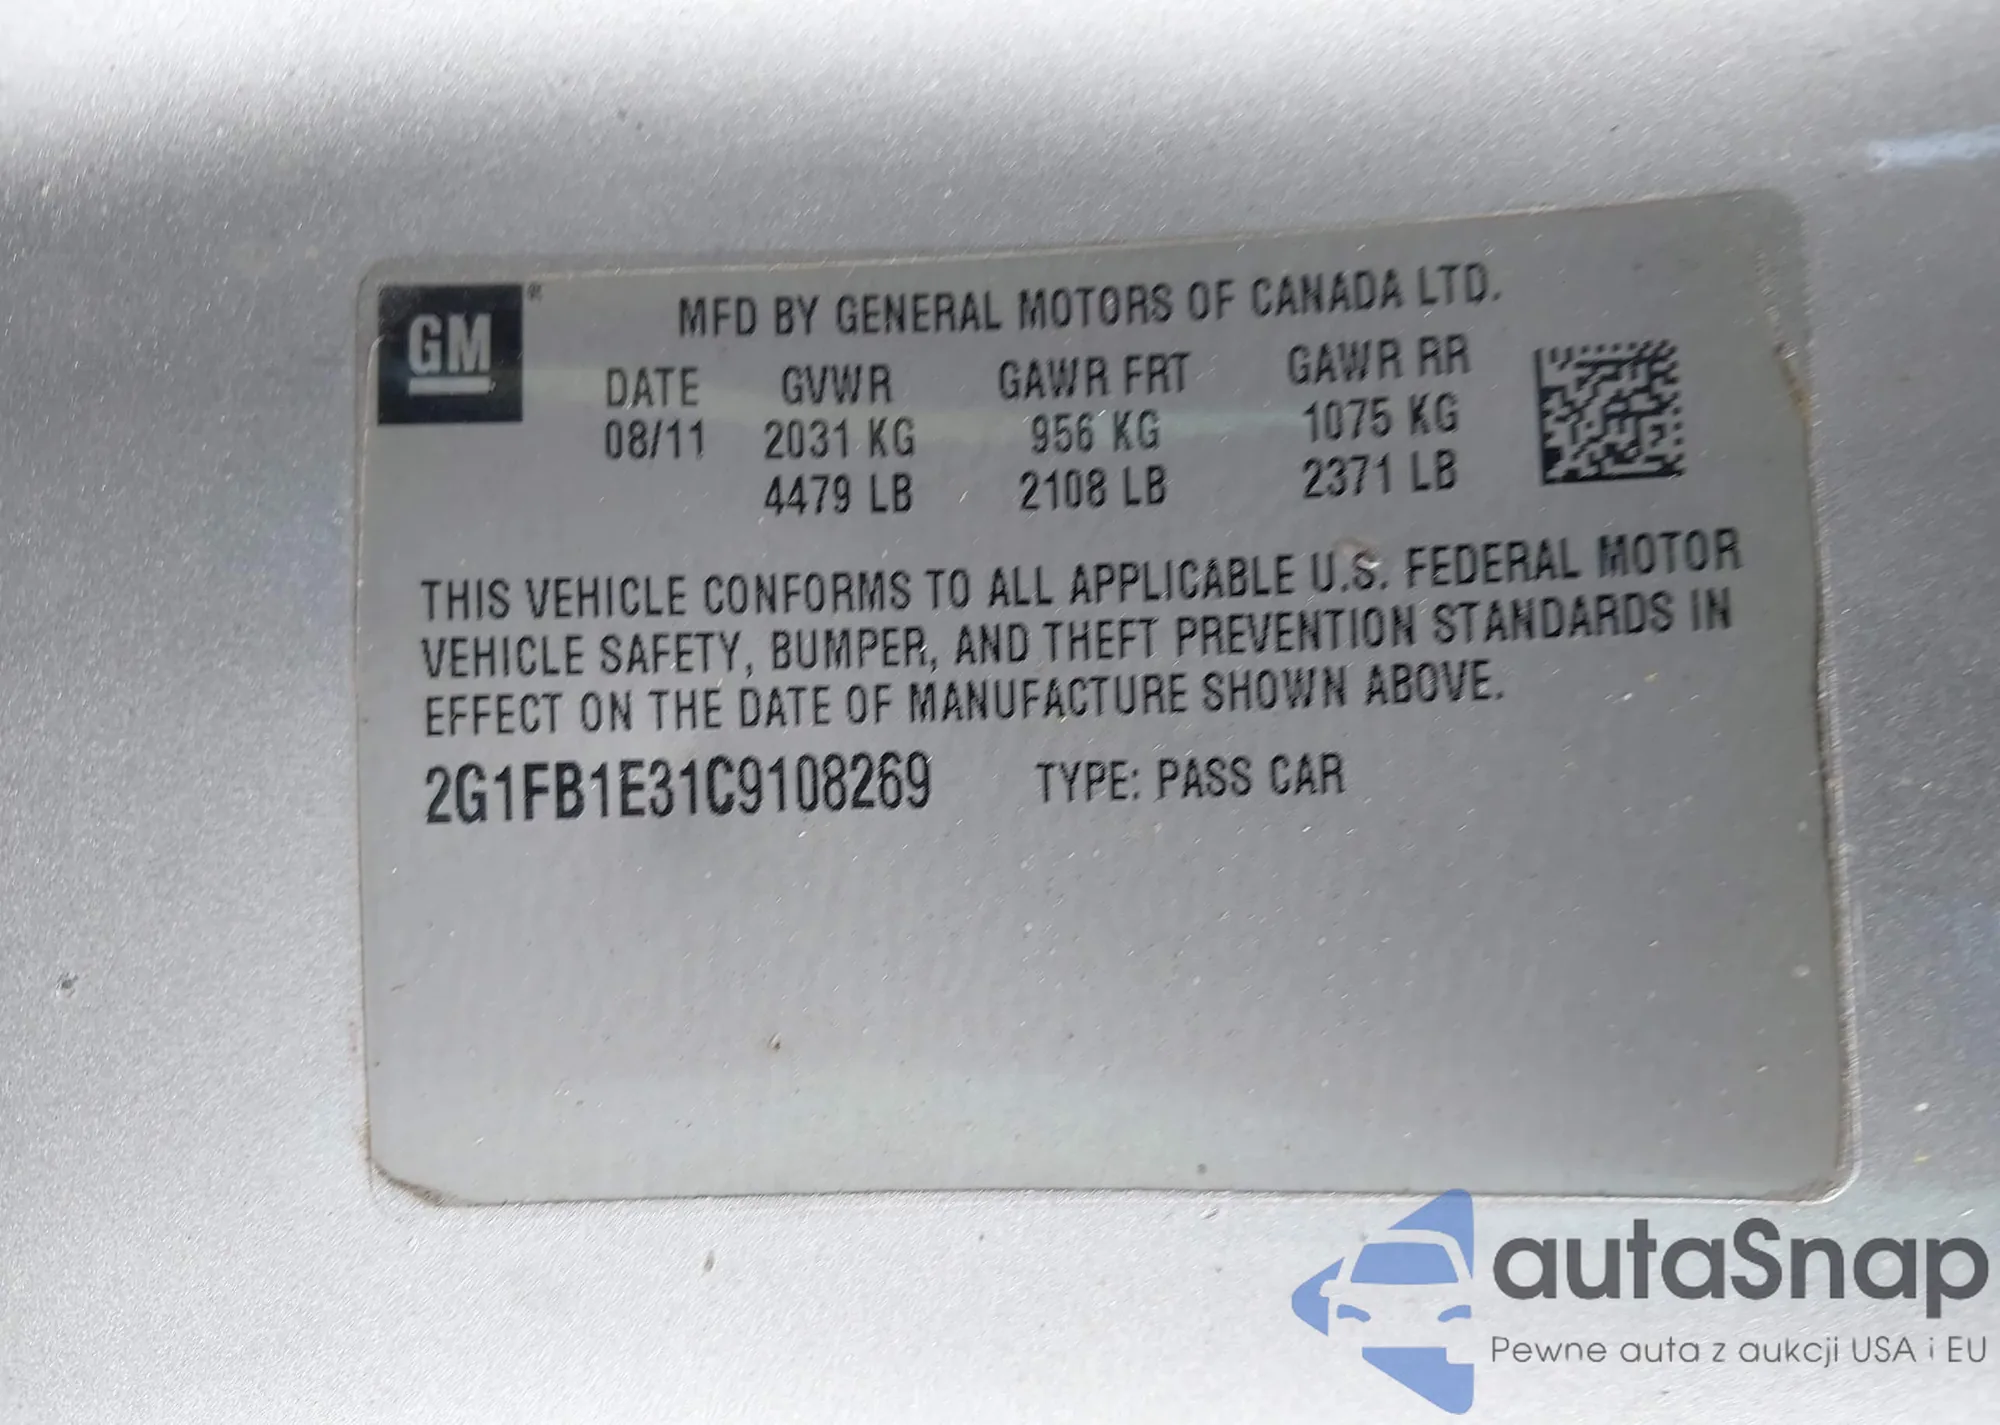 GM ®
MFD BY GENERAL MOTORS OF CANADA LTD.
DATE GVWR GAWR FRT GAWR RR
08/11 2031 KG 956 KG 1075 KG
4479 LB 2108 LB 2371 LB
THIS VEHICLE CONFORMS TO ALL APPLICABLE U.S. FEDERAL MOTOR
VEHICLE SAFETY, BUMPER, AND THEFT PREVENTION STANDARDS IN
EFFECT ON THE DATE OF MANUFACTURE SHOWN ABOVE.
2G1FB1E31C9108269 TYPE: PASS CAR
autaSnap
Pewne auta z aukcji USA i EU